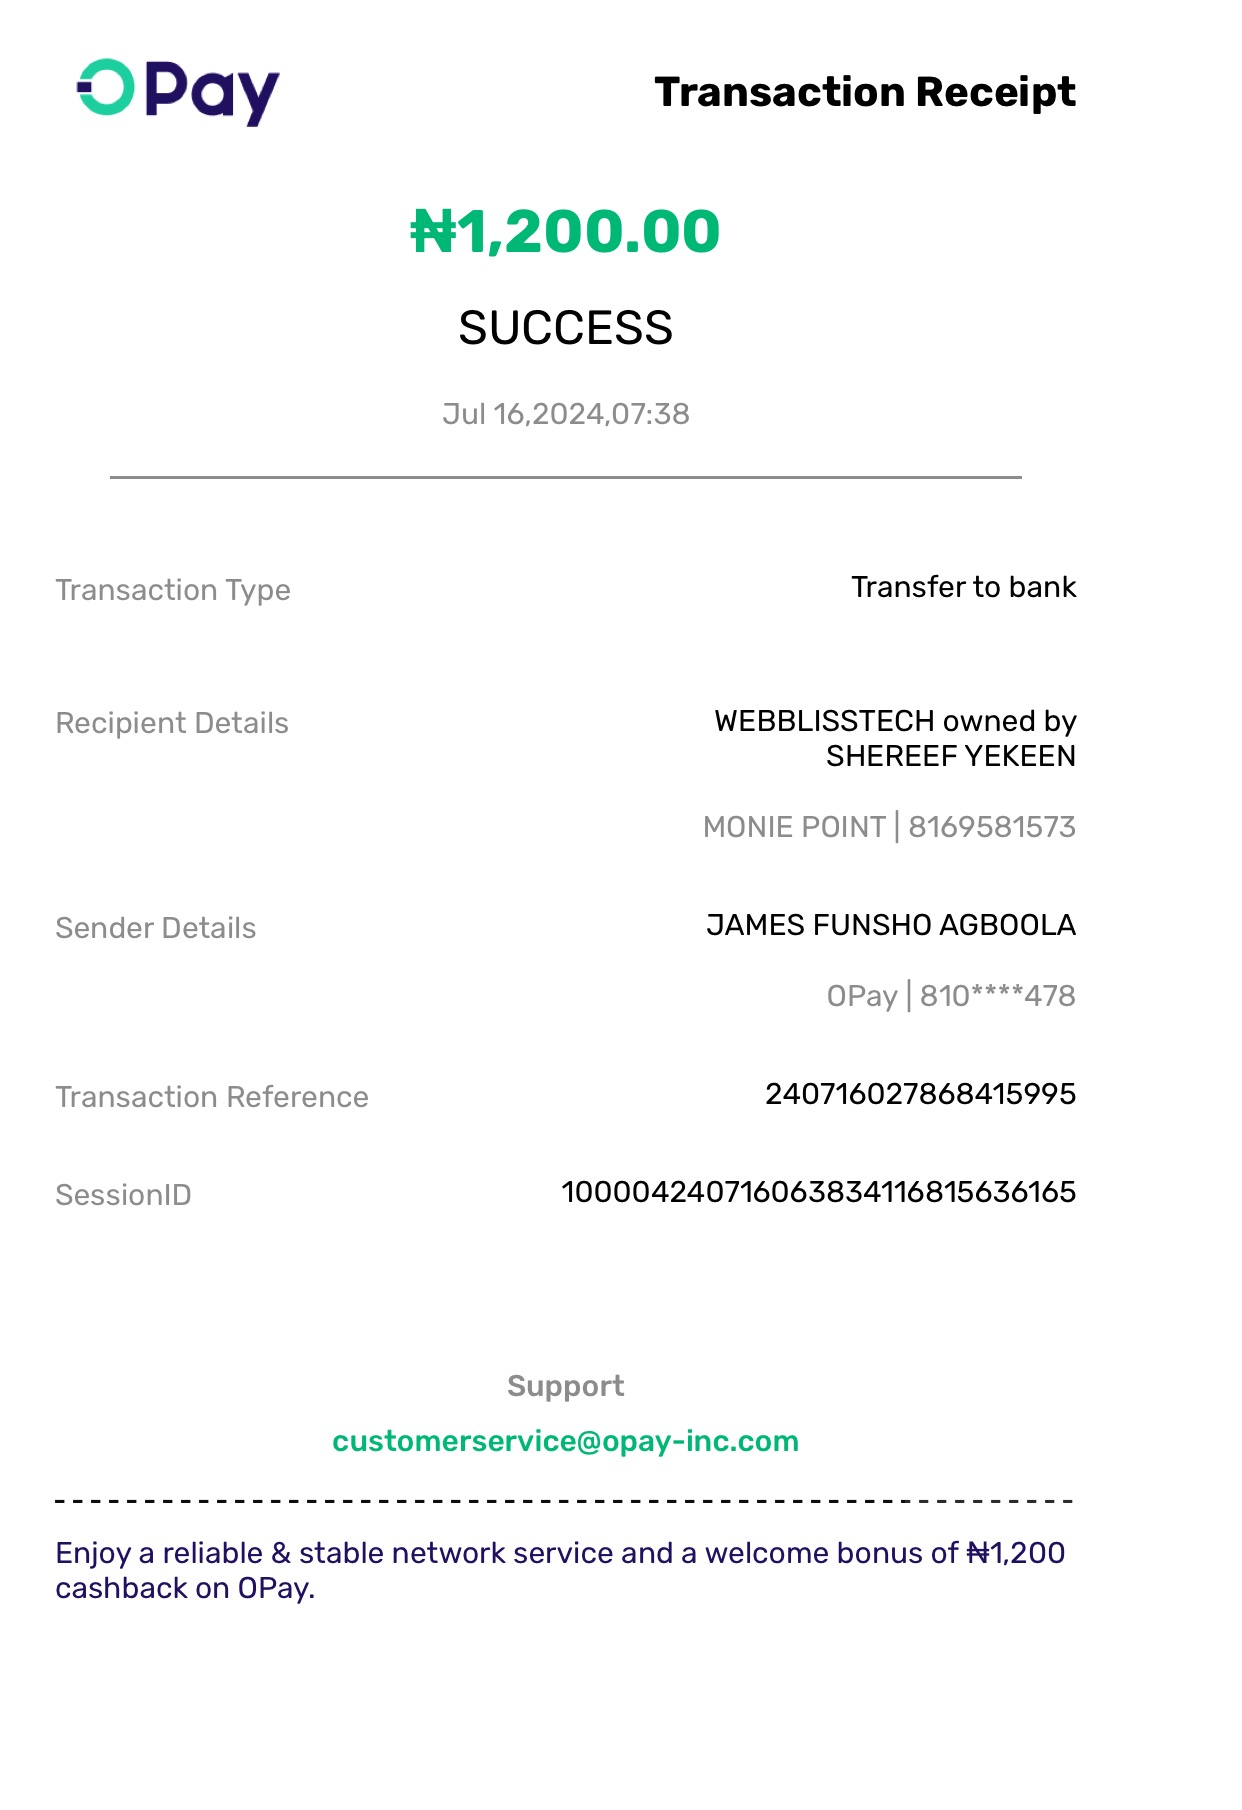 OPay
Transaction Receipt
₦1,200.00
SUCCESS
Jul 16,2024,07:38
Transaction Type
Transfer to bank
Recipient Details
WEBBLISSTECH owned by
SHEREEF YEKEEN
MONIE POINT | 8169581573
Sender Details
JAMES FUNSHO AGBOOLA
OPay | 810****478
Transaction Reference
240716027868415995
SessionID
100004240716063834116815636165
Support
customerservice@opay-inc.com
Enjoy a reliable & stable network service and a welcome bonus of ₦1,200
cashback on OPay.